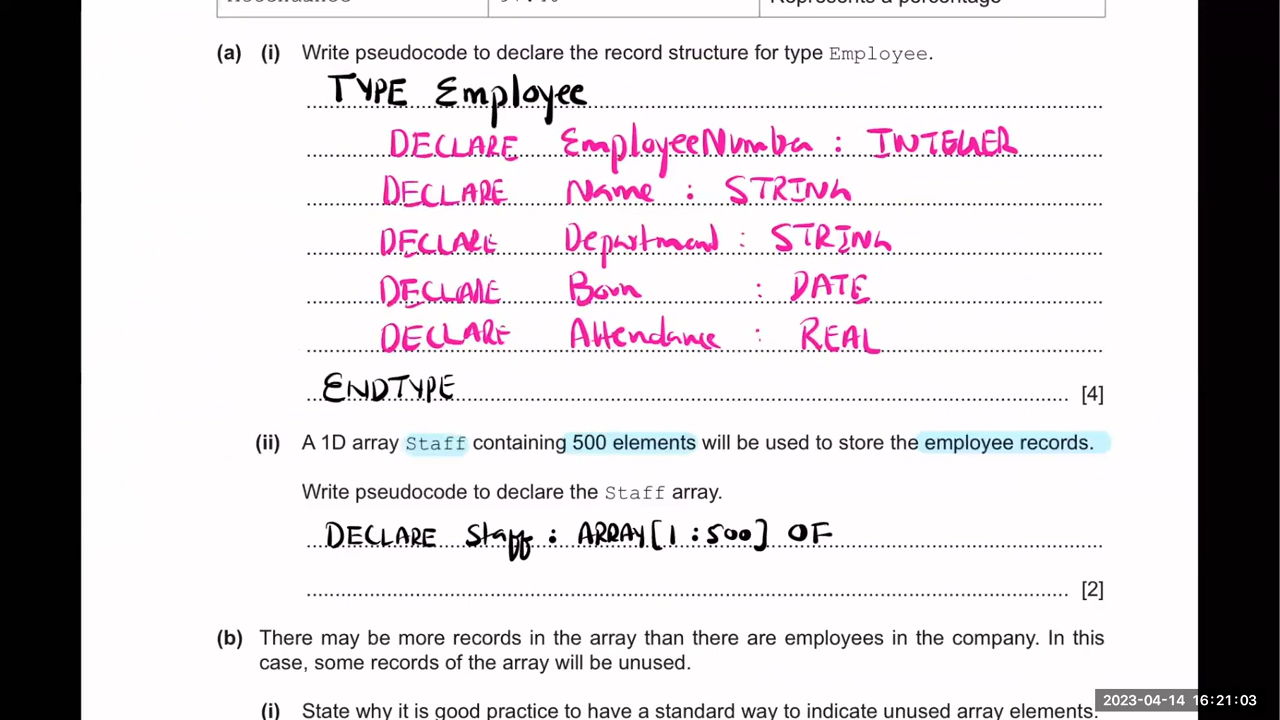 Represents a percentage
(a) (i) Write pseudocode to declare the record structure for type Employee.
TYPE Employee
DECLARE EmployeeNumber : INTEGER
DECLARE Name : STRING
DECLARE Department : STRING
DECLARE Born : DATE
DECLARE Attendance : REAL
ENDTYPE
[4]
(ii) A 1D array Staff containing 500 elements will be used to store the employee records.
Write pseudocode to declare the Staff array.
DECLARE Staff : ARRAY[1:500] OF
[2]
(b) There may be more records in the array than there are employees in the company. In this
case, some records of the array will be unused.
(i) State why it is good practice to have a standard way to indicate unused array elements.
2023-04-14 16:21:03